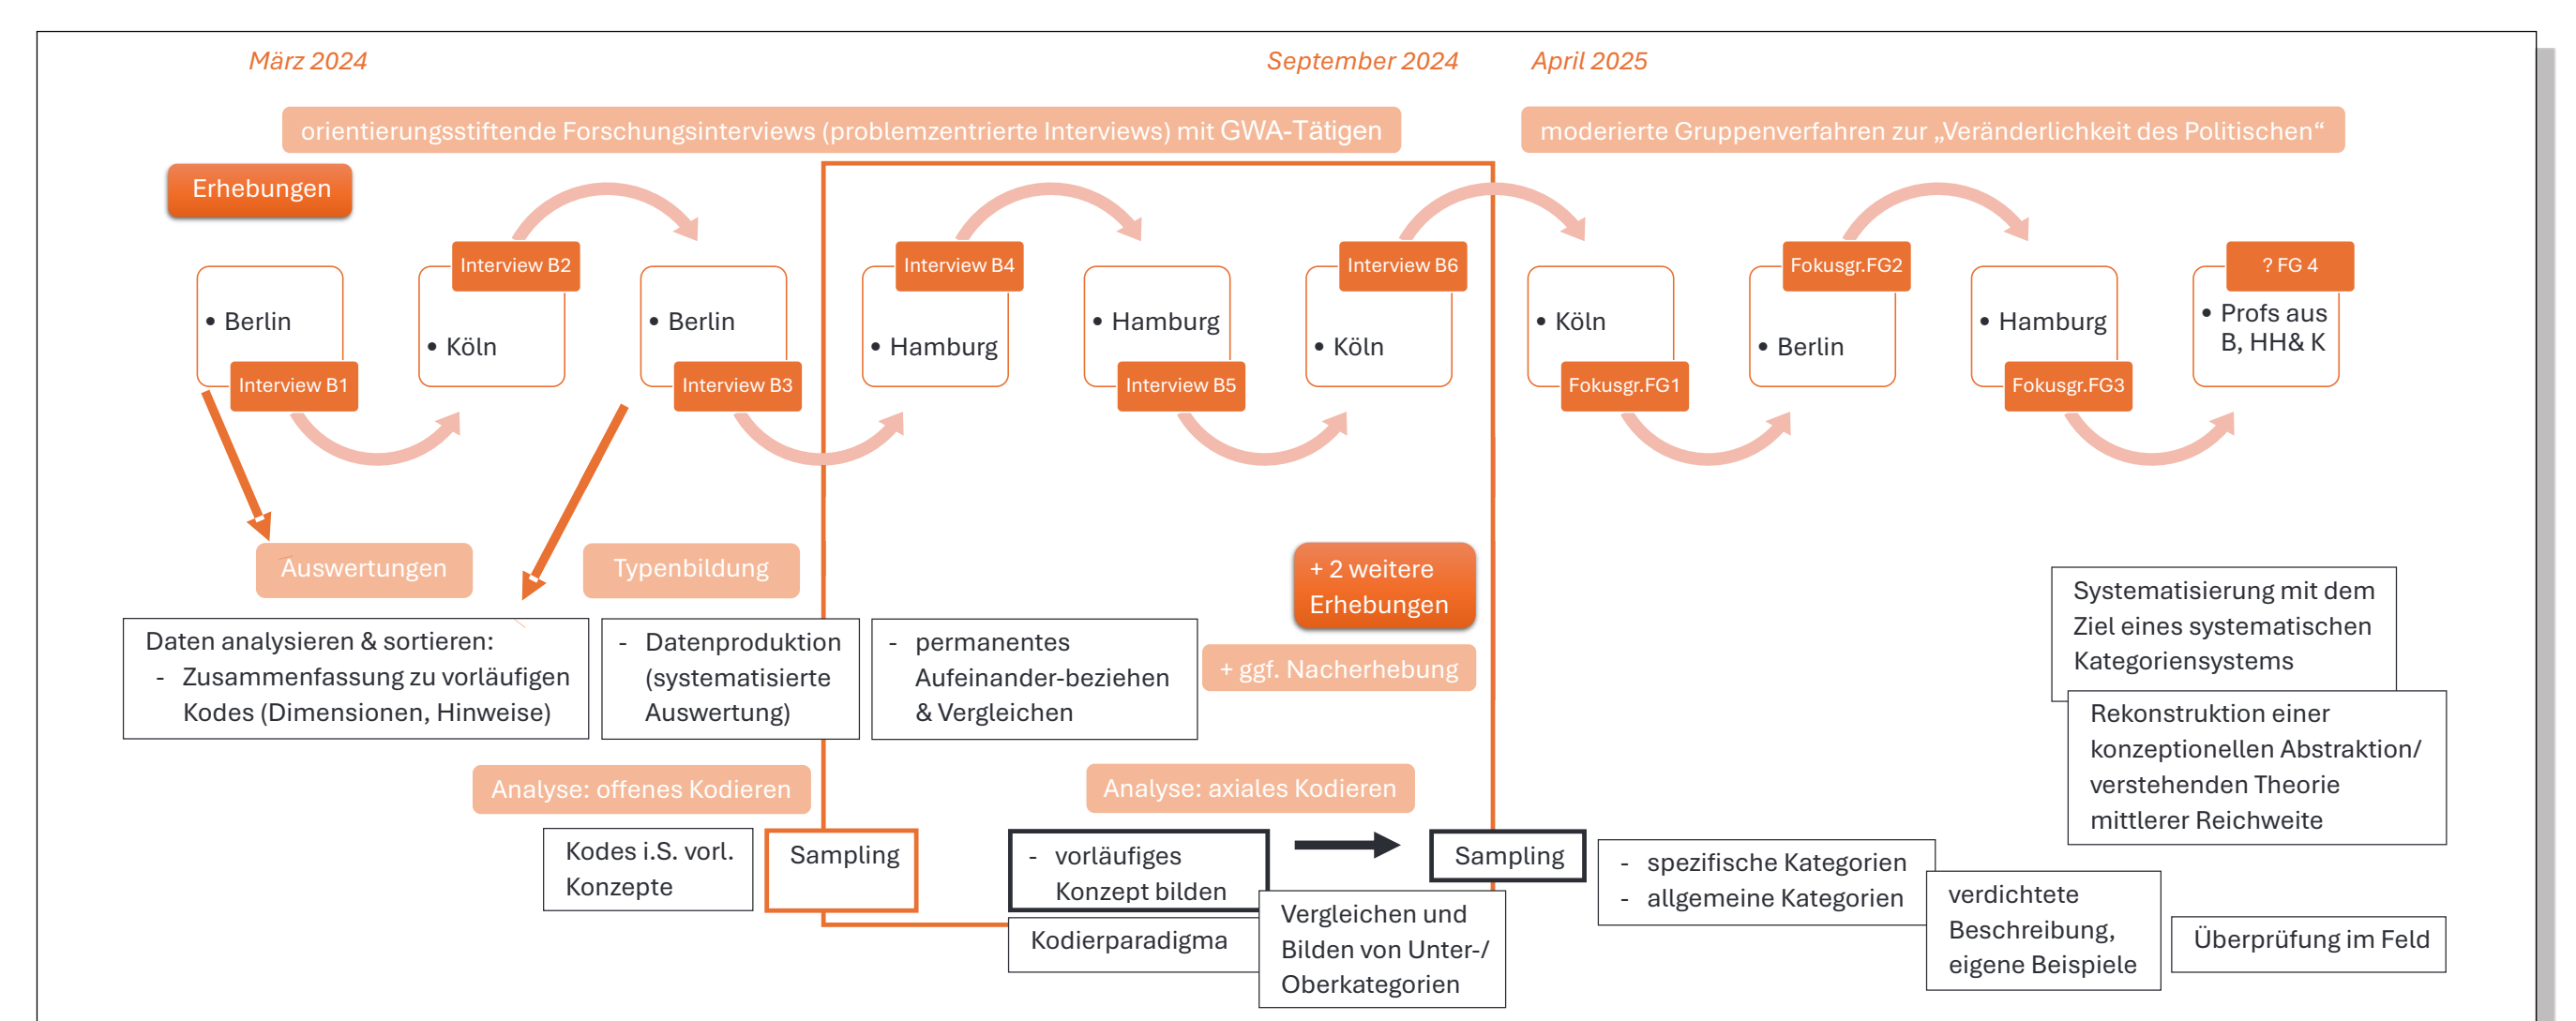 März 2024
September 2024
April 2025
orientierungsstiftende Forschungsinterviews (problemzentrierte Interviews) mit GWA-Tätigen
moderierte Gruppenverfahren zur „Veränderlichkeit des Politischen“
Erhebungen
• Berlin
Interview B1
Interview B2
• Köln
• Berlin
Interview B3
Interview B4
• Hamburg
• Hamburg
Interview B5
Interview B6
• Köln
• Köln
Fokusgr.FG1
Fokusgr.FG2
• Berlin
• Hamburg
Fokusgr.FG3
? FG 4
• Profs aus
B, HH& K
Auswertungen
Typenbildung
+ 2 weitere
Erhebungen
+ ggf. Nacherhebung
Daten analysieren & sortieren:
- Zusammenfassung zu vorläufigen
Kodes (Dimensionen, Hinweise)
- Datenproduktion
(systematisierte
Auswertung)
- permanentes
Aufeinander-beziehen
& Vergleichen
Systematisierung mit dem
Ziel eines systematischen
Kategoriensystems
Rekonstruktion einer
konzeptionellen Abstraktion/
verstehenden Theorie
mittlerer Reichweite
Analyse: offenes Kodieren
Analyse: axiales Kodieren
Kodes i.S. vorl.
Konzepte
Sampling
- vorläufiges
Konzept bilden
Kodierparadigma
Vergleichen und
Bilden von Unter-/
Oberkategorien
Sampling
- spezifische Kategorien
- allgemeine Kategorien
verdichtete
Beschreibung,
eigene Beispiele
Überprüfung im Feld